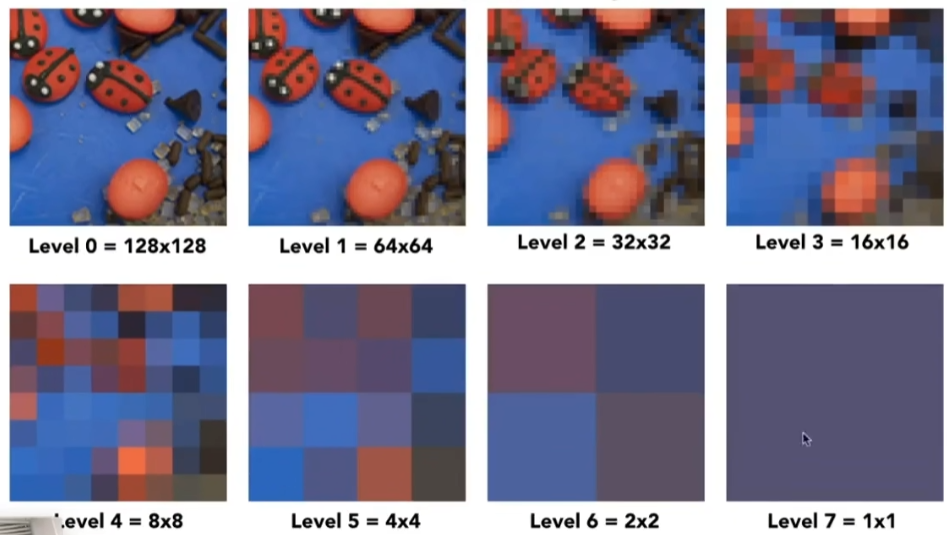 Level 0 = 128x128
Level 1 = 64x64
Level 2 = 32x32
Level 3 = 16x16
Level 4 = 8x8
Level 5 = 4x4
Level 6 = 2x2
Level 7 = 1x1